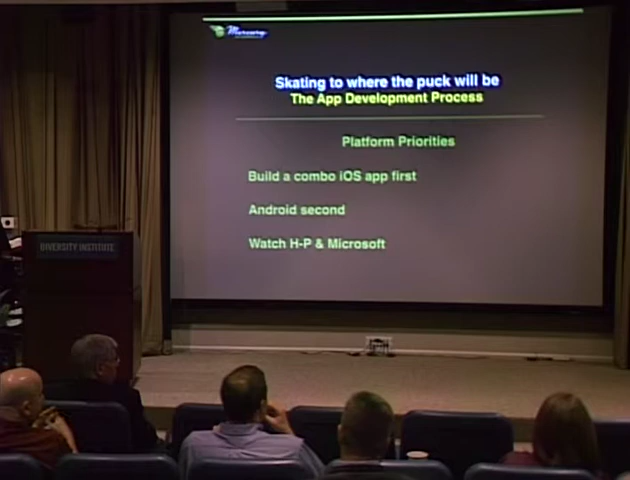 Mercury
Skating to where the puck will be
The App Development Process
Platform Priorities
Build a combo iOS app first
Android second
Watch H-P & Microsoft
DIVERSITY INSTITUTE